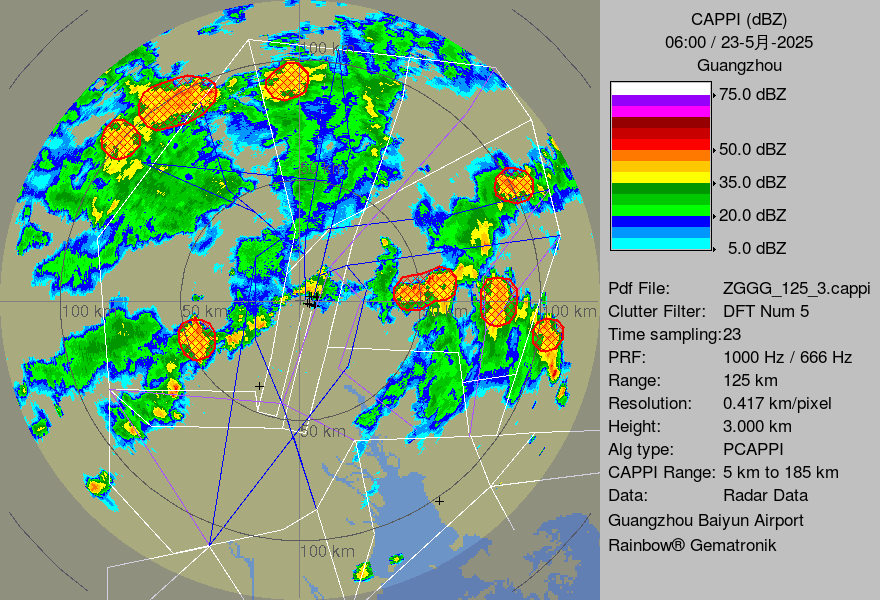 CAPPI (dBZ)
06:00 / 23-5月-2025
Guangzhou
75.0 dBZ
50.0 dBZ
35.0 dBZ
20.0 dBZ
5.0 dBZ
Pdf File: ZGGG_125_3.cappi
Clutter Filter: DFT Num 5
Time sampling:23
PRF: 1000 Hz / 666 Hz
Range: 125 km
Resolution: 0.417 km/pixel
Height: 3.000 km
Alg type: PCAPPI
CAPPI Range: 5 km to 185 km
Data: Radar Data
Guangzhou Baiyun Airport
Rainbow® Gematronik
100 km
100 km
50 km
100 km
50 km
100 km